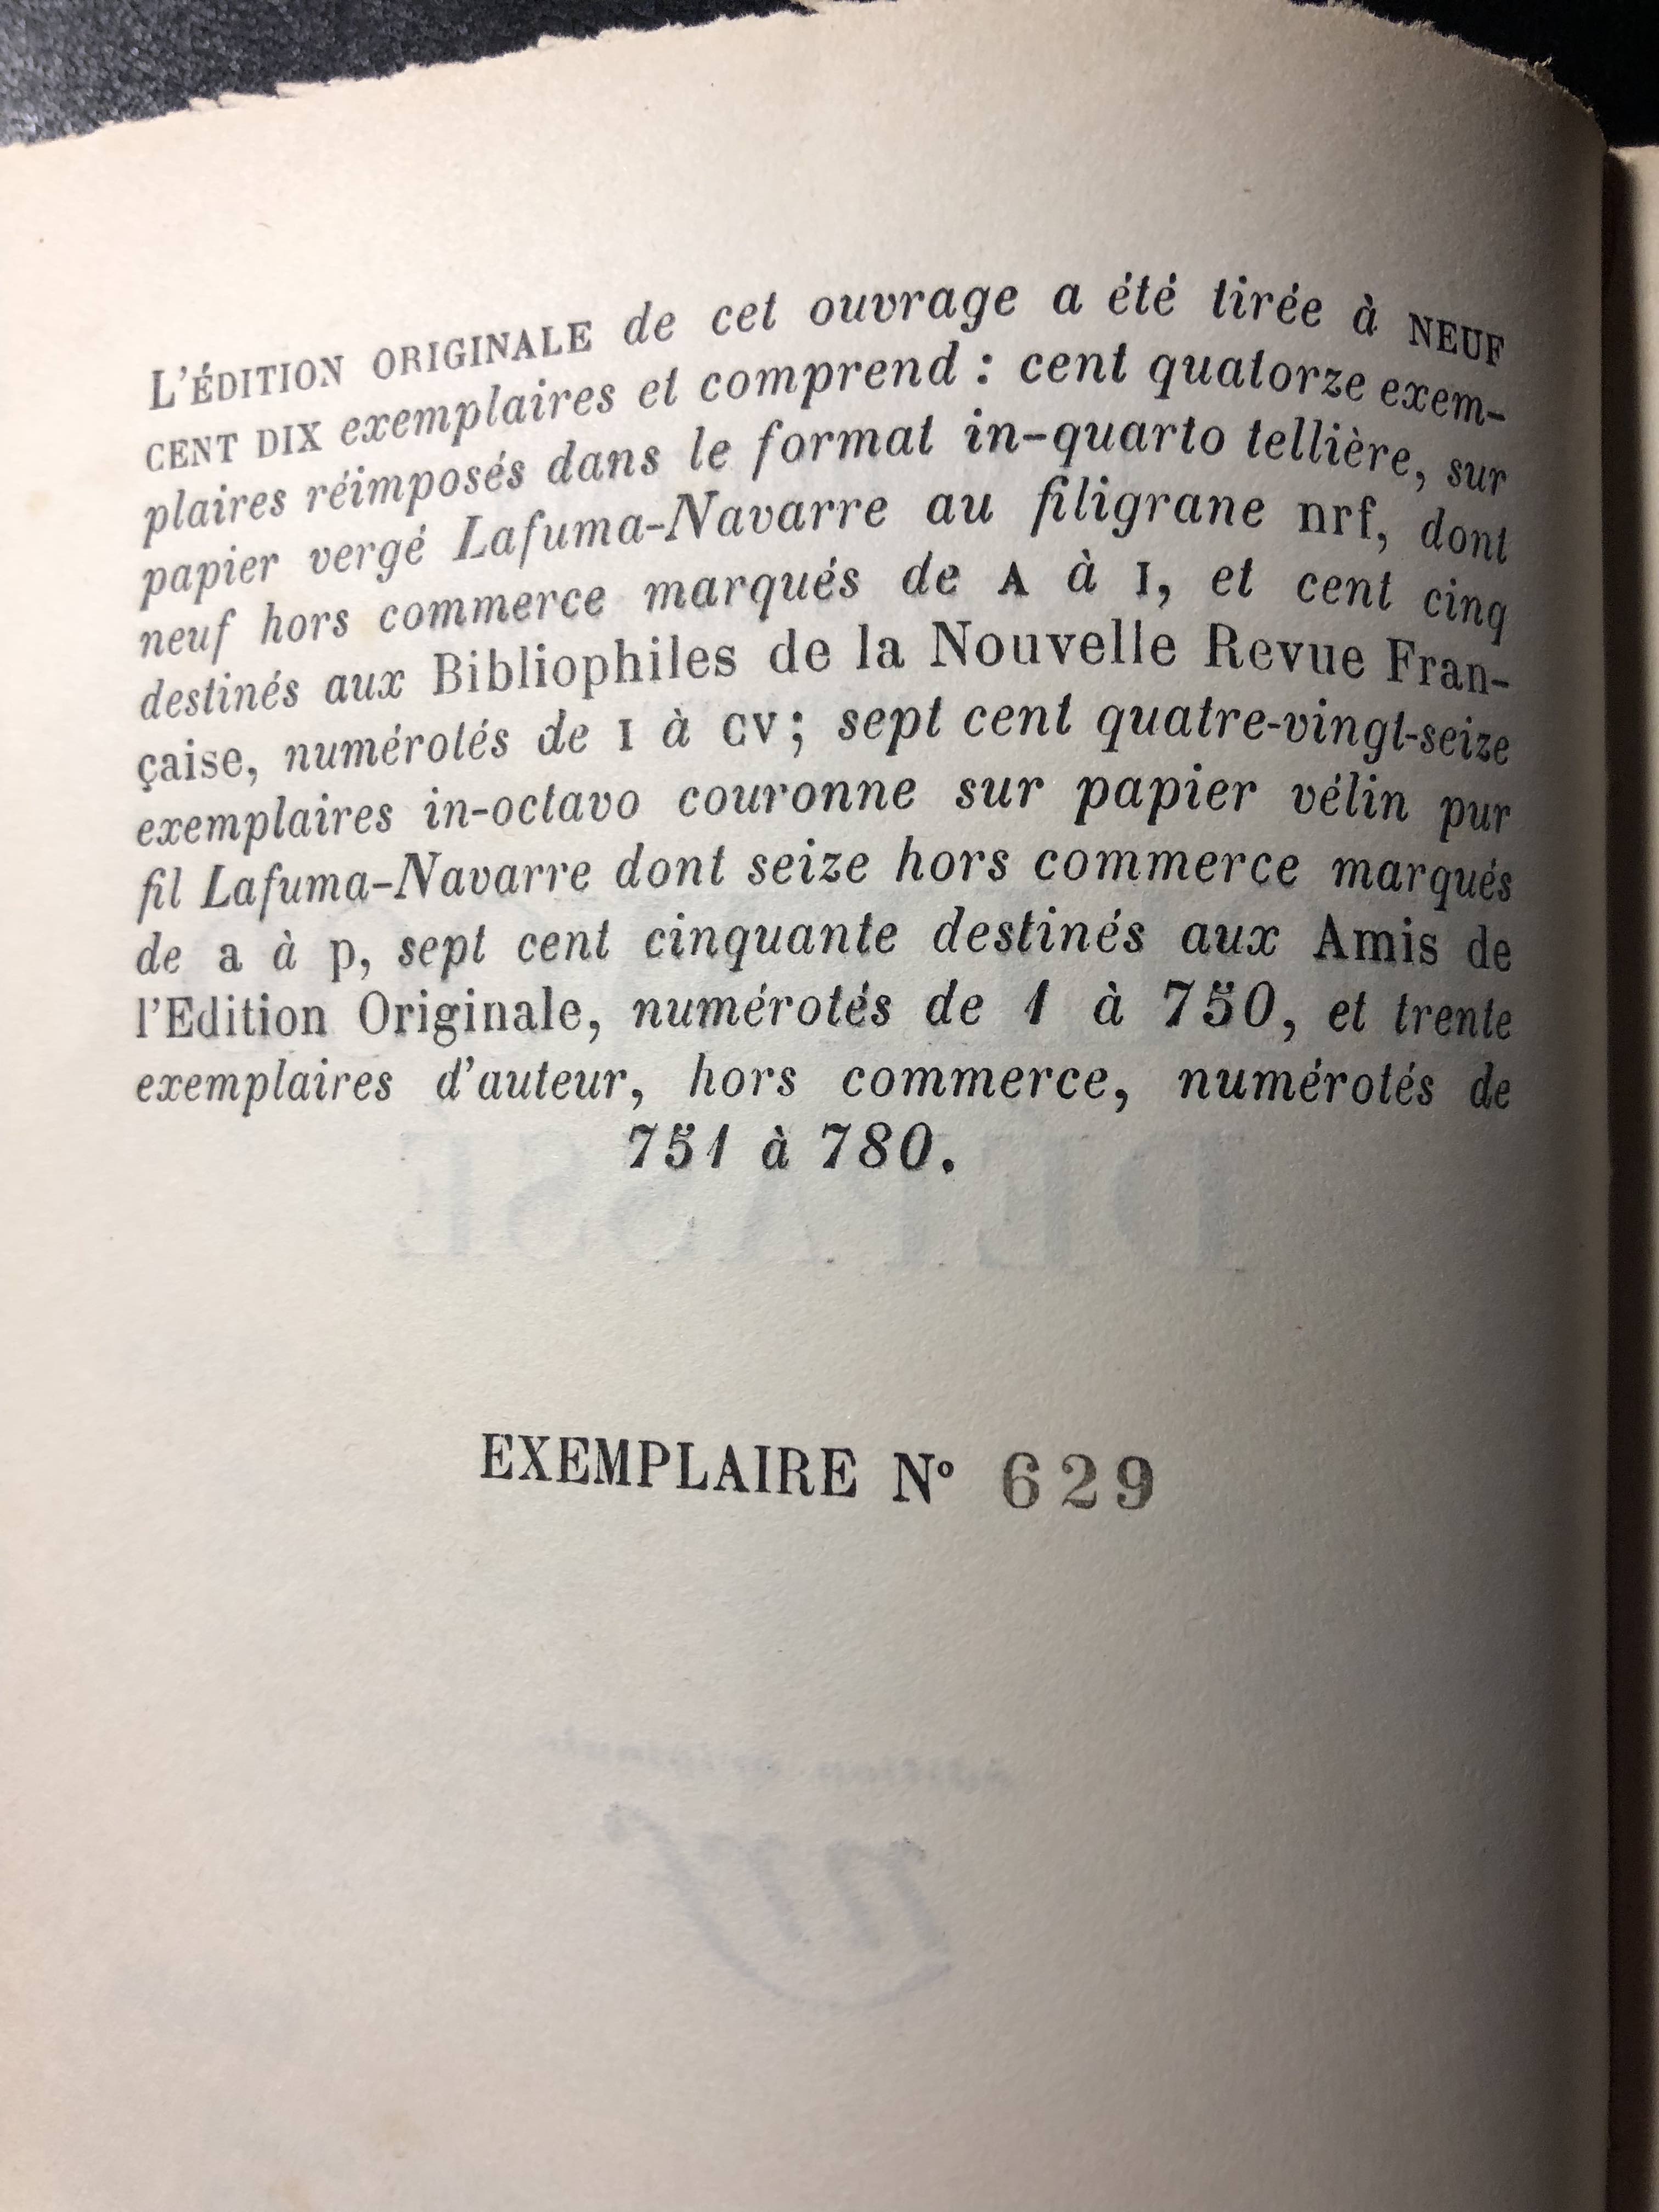 L'ÉDITION ORIGINALE de cet ouvrage a été tirée à NEUF
CENT DIX exemplaires et comprend : cent quatorze exem-
plaires réimposés dans le format in-quarto tellière, sur
papier vergé Lafuma-Navarre au filigrane nrf, dont
neuf hors commerce marqués de A à I, et cent cinq
destinés aux Bibliophiles de la Nouvelle Revue Fran-
çaise, numérotés de I à CV; sept cent quatre-vingt-seize
exemplaires in-octavo couronne sur papier vélin pur
fil Lafuma-Navarre dont seize hors commerce marqués
de a à p, sept cent cinquante destinés aux Amis de
l'Edition Originale, numérotés de 1 à 750, et trente
exemplaires d'auteur, hors commerce, numérotés de
751 à 780.
EXEMPLAIRE N° 629
nrf